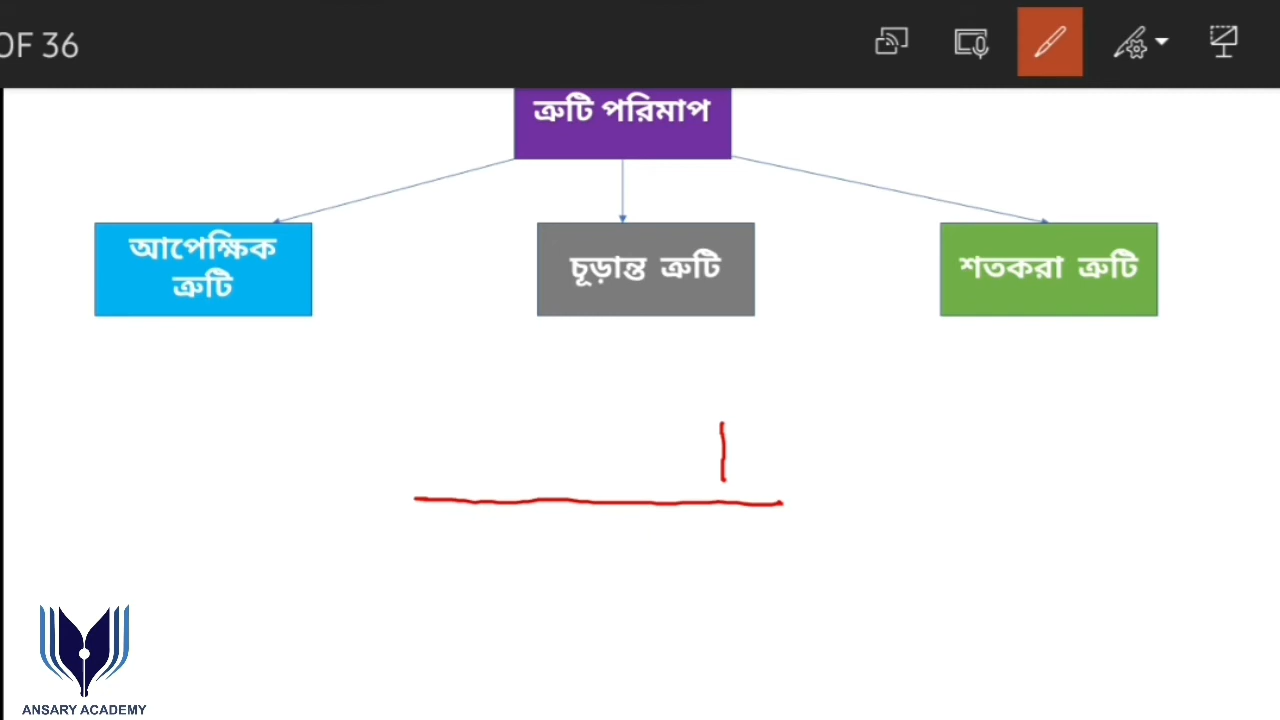 OF 36
ত্রুটি পরিমাপ
আপেক্ষিক
ত্রুটি
চূড়ান্ত ত্রুটি
শতকরা ত্রুটি
ANSARY ACADEMY